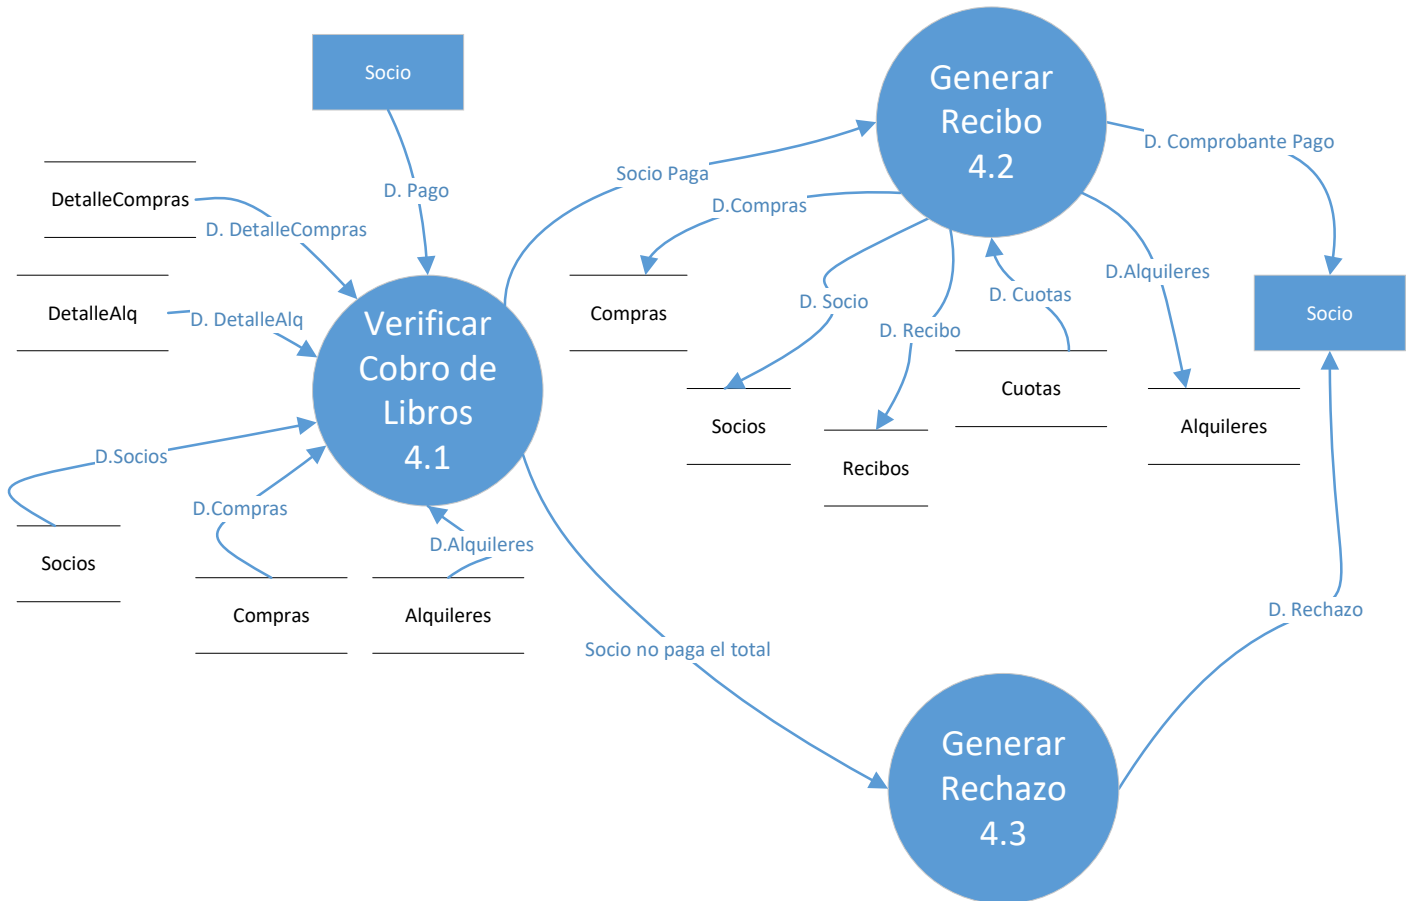 Socio
Generar
Recibo
4.2
D. Comprobante Pago
Socio Paga
D. Pago
DetalleCompras
D. DetalleCompras
D.Compras
D.Alquileres
D. Cuotas
D. Socio
DetalleAlq
D. DetalleAlq
Compras
Socio
Verificar
Cobro de
Libros
4.1
D. Recibo
Cuotas
Socios
Alquileres
Recibos
D.Socios
D.Compras
D.Alquileres
Socios
Compras
Alquileres
D. Rechazo
Socio no paga el total
Generar
Rechazo
4.3